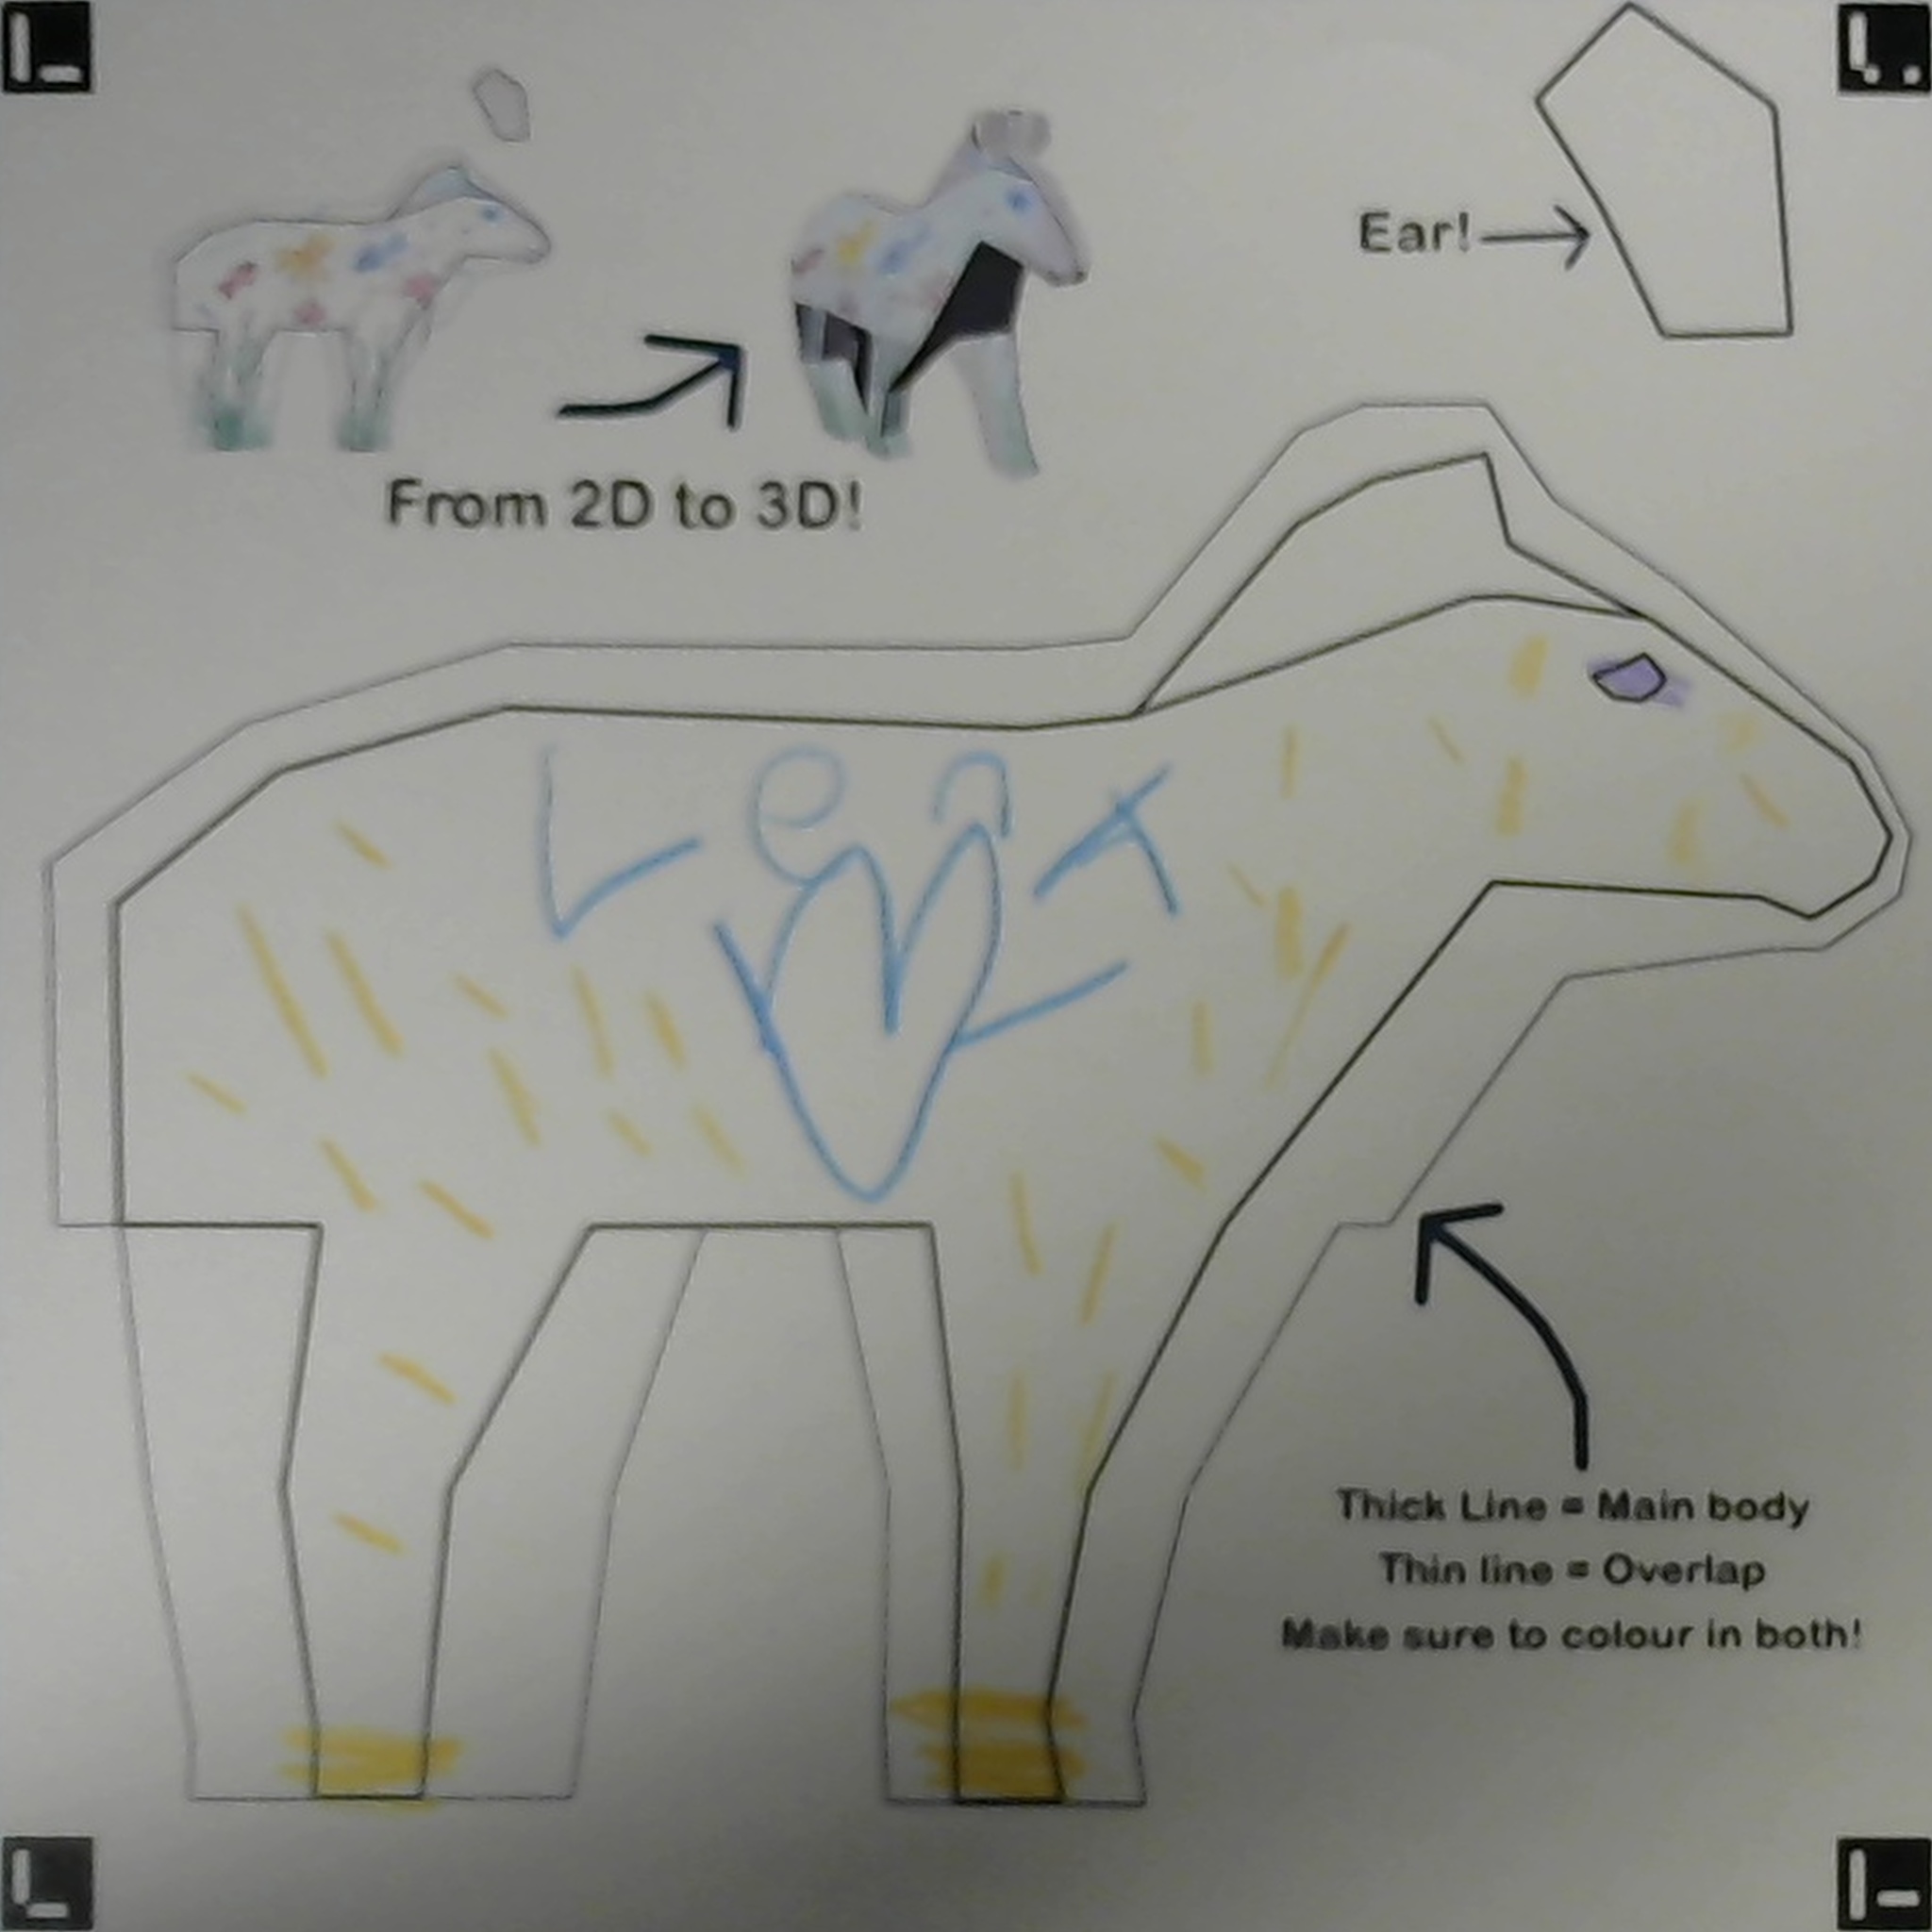 Ear!
From 2D to 3D!
Thick Line = Main body
Thin line = Overlap
Make sure to colour in both!